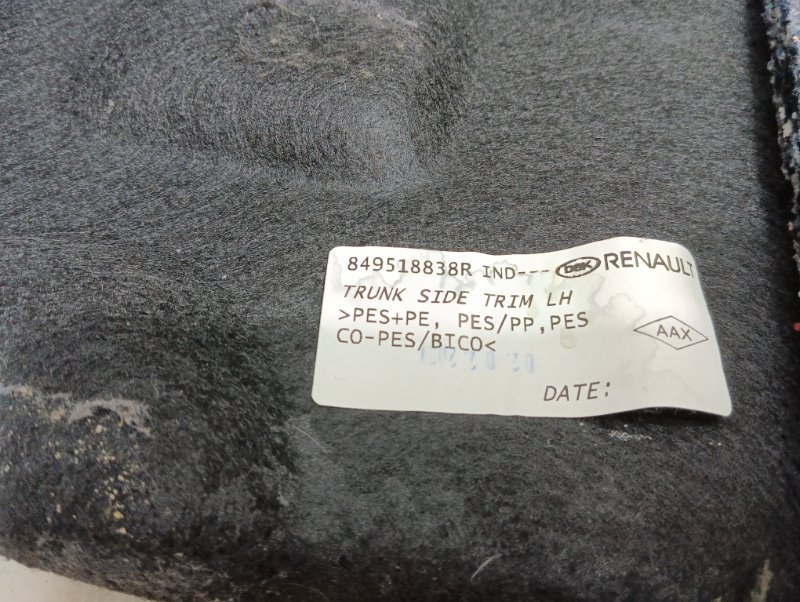 849518838R IND--- RENAULT
TRUNK SIDE TRIM LH
>PES+PE, PES/PP,PES
CO-PES/BICO<
AAX
DATE: